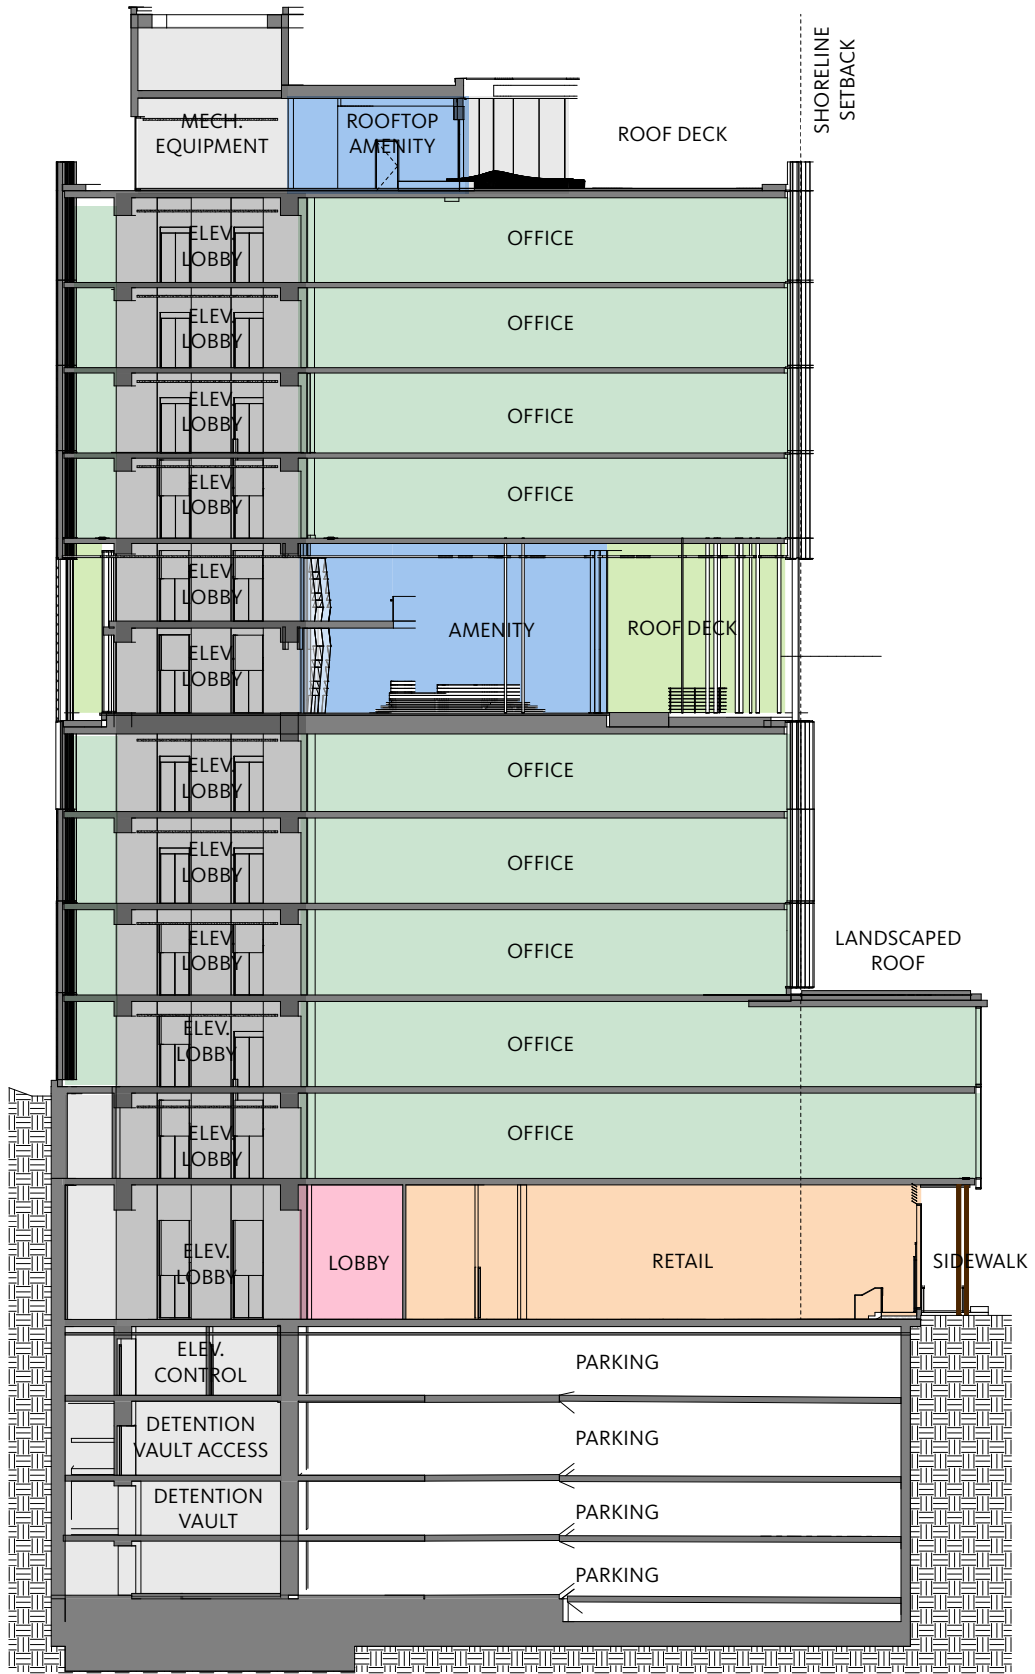 SHORELINE
SETBACK
MECH.
EQUIPMENT
ROOFTOP
AMENITY
ROOF DECK
ELEV.
LOBBY
OFFICE
ELEV.
LOBBY
OFFICE
ELEV.
LOBBY
OFFICE
ELEV.
LOBBY
OFFICE
ELEV.
LOBBY
AMENITY
ROOF DECK
ELEV.
LOBBY
ELEV.
LOBBY
OFFICE
ELEV.
LOBBY
OFFICE
ELEV.
LOBBY
OFFICE
LANDSCAPED
ROOF
ELEV.
LOBBY
OFFICE
ELEV.
LOBBY
OFFICE
ELEV.
LOBBY
LOBBY
RETAIL
SIDEWALK
ELEV.
CONTROL
PARKING
DETENTION
VAULT ACCESS
PARKING
DETENTION
VAULT
PARKING
PARKING